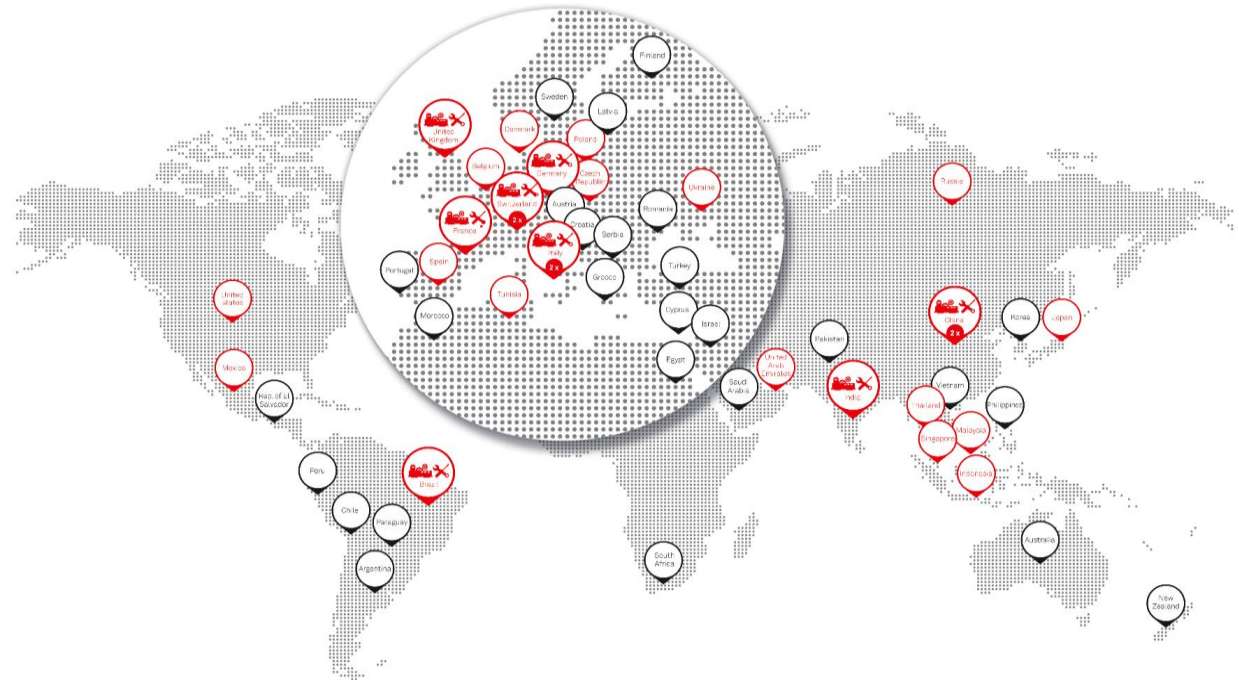 Finland
Sweden
Latvia
United
Kingdom
Denmark
Poland
Belgium
Germany
Czech
Republic
Switzerland
2 x
Austria
Ukraine
Russia
France
Croatia
Romania
Serbia
Italy
2 x
Portugal
Spain
Greece
Turkey
Tunisia
Morocco
Cyprus
Israel
Egypt
United
States
Mexico
Rep. of El
Salvador
Peru
Brazil
Chile
Paraguay
Argentina
China
2 x
Korea
Japan
Pakistan
United
Arab
Emirates
Saudi
Arabia
India
Vietnam
Thailand
Philippines
Singapore
Malaysia
Indonesia
South
Africa
Australia
New
Zealand